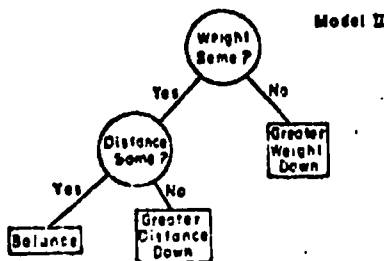 Model II
Weight
Same?
Yes
No
Distance
Same?
Greater
Weight
Down
Yes
No
Balance
Greater
Distance
Down